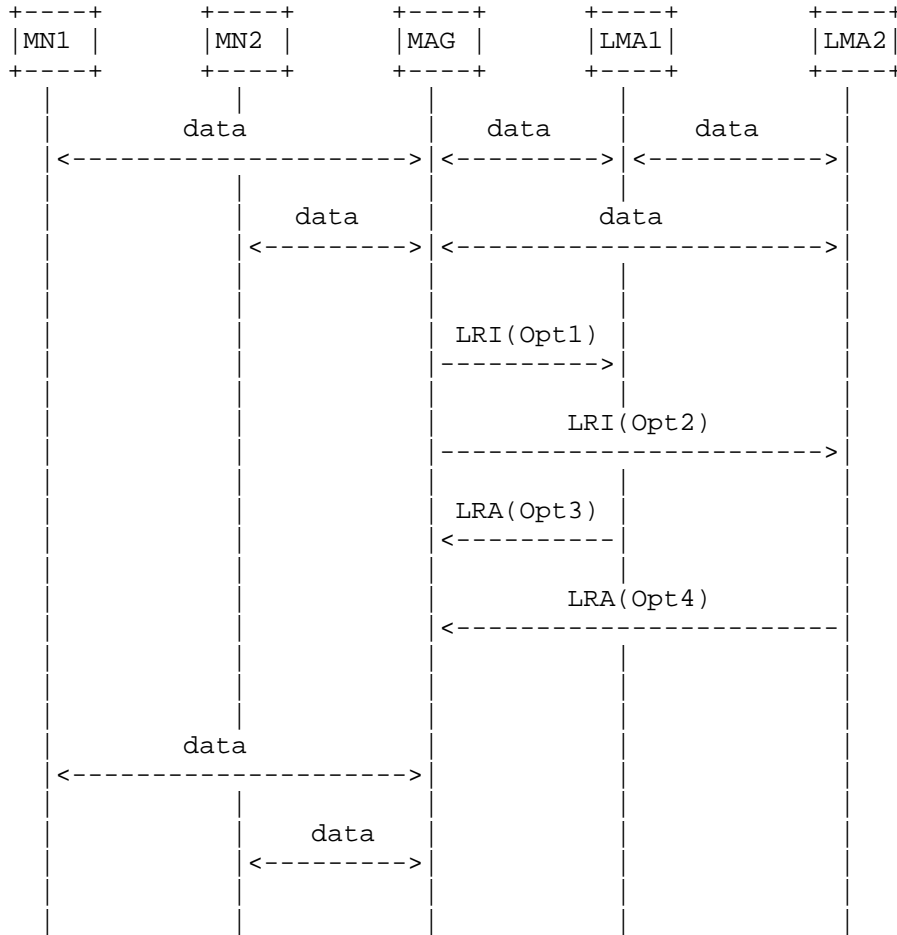 +----+ +----+ +----+ +----+ +----+
|MN1 | |MN2 | |MAG | |LMA1| |LMA2|
+----+ +----+ +----+ +----+ +----+
data data data
data data
LRI(Opt1)
LRI(Opt2)
LRA(Opt3)
LRA(Opt4)
data
data